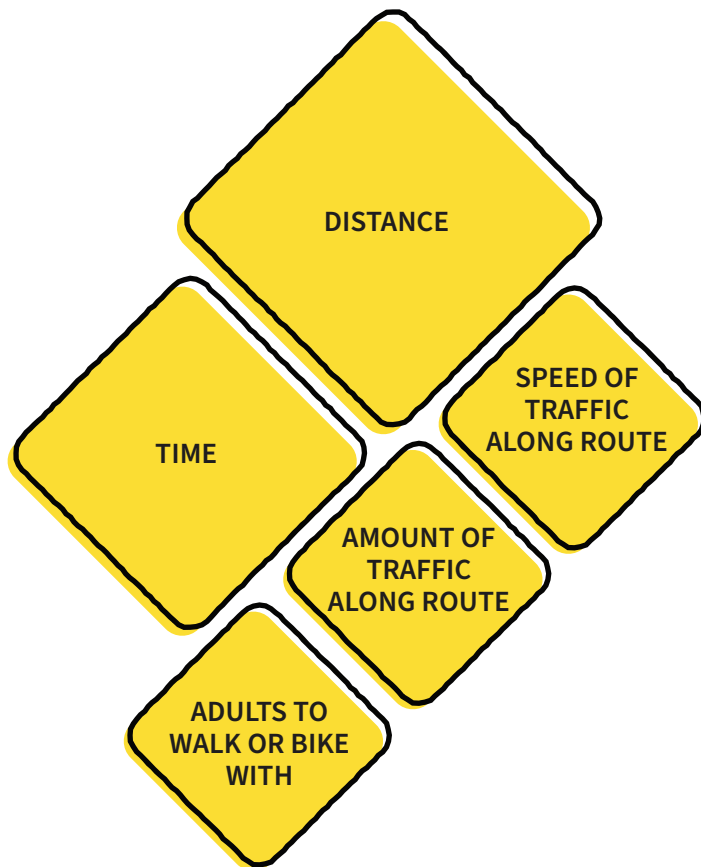 DISTANCE
SPEED OF
TRAFFIC
ALONG ROUTE
TIME
AMOUNT OF
TRAFFIC
ALONG ROUTE
ADULTS TO
WALK OR BIKE
WITH